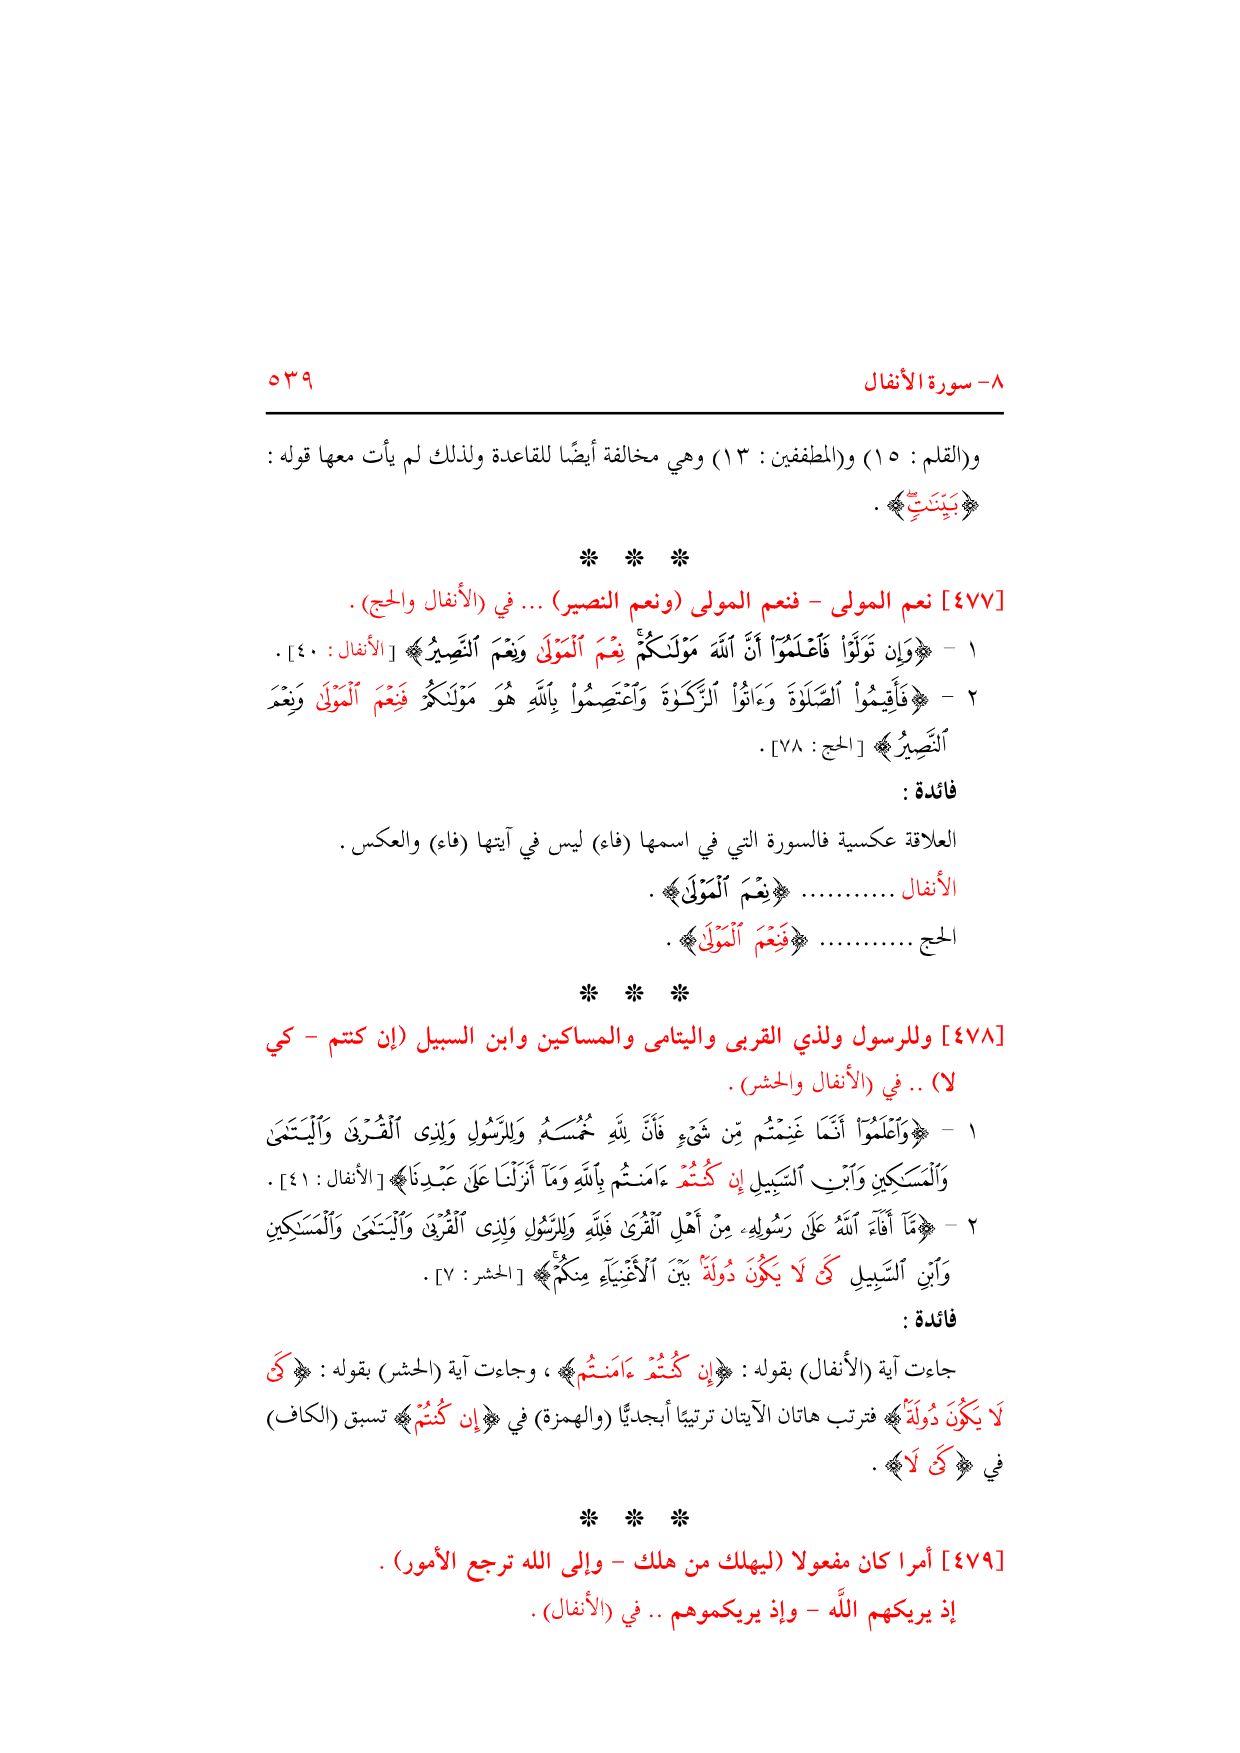 ٨- سورة الأنفال ٥٣٩
و(القلم : ١٥) و(المطففين : ١٣) وهي مخالفة أيضًا للقاعدة ولذلك لم يأت معها قوله :
﴿بَيِّنَٰتٖۖ﴾ .
❋ ❋ ❋
[٤٧٧] نعم المولى – فنعم المولى (ونعم النصير) ... في (الأنفال والحج) .
١ – ﴿وَإِن تَوَلَّوۡاْ فَٱعۡلَمُوٓاْ أَنَّ ٱللَّهَ مَوۡلَىٰكُمۡۚ نِعۡمَ ٱلۡمَوۡلَىٰ وَنِعۡمَ ٱلنَّصِيرُ﴾ [الأنفال : ٤٠] .
٢ – ﴿فَأَقِيمُواْ ٱلصَّلَوٰةَ وَءَاتُواْ ٱلزَّكَوٰةَ وَٱعۡتَصِمُواْ بِٱللَّهِ هُوَ مَوۡلَىٰكُمۡ فَنِعۡمَ ٱلۡمَوۡلَىٰ وَنِعۡمَ
ٱلنَّصِيرُ﴾ [الحج : ٧٨] .
فائدة :
العلاقة عكسية فالسورة التي في اسمها (فاء) ليس في آيتها (فاء) والعكس .
الأنفال ........... ﴿نِعۡمَ ٱلۡمَوۡلَىٰ﴾ .
الحج ........... ﴿فَنِعۡمَ ٱلۡمَوۡلَىٰ﴾ .
❋ ❋ ❋
[٤٧٨] وللرسول ولذي القربى واليتامى والمساكين وابن السبيل (إن كنتم – كي
لا) .. في (الأنفال والحشر) .
١ – ﴿وَٱعۡلَمُوٓاْ أَنَّمَا غَنِمۡتُم مِّن شَيۡءٖ فَأَنَّ لِلَّهِ خُمُسَهُۥ وَلِلرَّسُولِ وَلِذِي ٱلۡقُرۡبَىٰ وَٱلۡيَتَٰمَىٰ
وَٱلۡمَسَٰكِينِ وَٱبۡنِ ٱلسَّبِيلِ إِن كُنتُمۡ ءَامَنتُم بِٱللَّهِ وَمَآ أَنزَلۡنَا عَلَىٰ عَبۡدِنَا﴾ [الأنفال : ٤١] .
٢ – ﴿مَّآ أَفَآءَ ٱللَّهُ عَلَىٰ رَسُولِهِۦ مِنۡ أَهۡلِ ٱلۡقُرَىٰ فَلِلَّهِ وَلِلرَّسُولِ وَلِذِي ٱلۡقُرۡبَىٰ وَٱلۡيَتَٰمَىٰ وَٱلۡمَسَٰكِينِ
وَٱبۡنِ ٱلسَّبِيلِ كَيۡ لَا يَكُونَ دُولَةَۢ بَيۡنَ ٱلۡأَغۡنِيَآءِ مِنكُمۡۚ﴾ [الحشر : ٧] .
فائدة :
جاءت آية (الأنفال) بقوله : ﴿إِن كُنتُمۡ ءَامَنتُم﴾ ، وجاءت آية (الحشر) بقوله : ﴿كَيۡ
لَا يَكُونَ دُولَةَۢ﴾ فترتب هاتان الآيتان ترتيبًا أبجديًّا (والهمزة) في ﴿إِن كُنتُمۡ﴾ تسبق (الكاف)
في ﴿كَيۡ لَا﴾ .
❋ ❋ ❋
[٤٧٩] أمرا كان مفعولا (ليهلك من هلك – وإلى الله ترجع الأمور) .
إذ يريكهم اللَّه – وإذ يريكموهم .. في (الأنفال) .